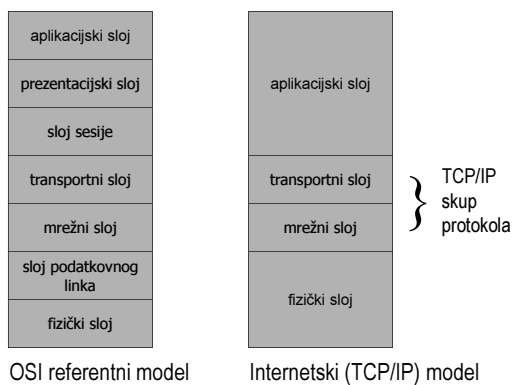 aplikacijski sloj
prezentacijski sloj
sloj sesije
transportni sloj
mrežni sloj
sloj podatkovnog
linka
fizički sloj
OSI referentni model
aplikacijski sloj
transportni sloj
mrežni sloj
fizički sloj
Internetski (TCP/IP) model
TCP/IP
skup
protokola